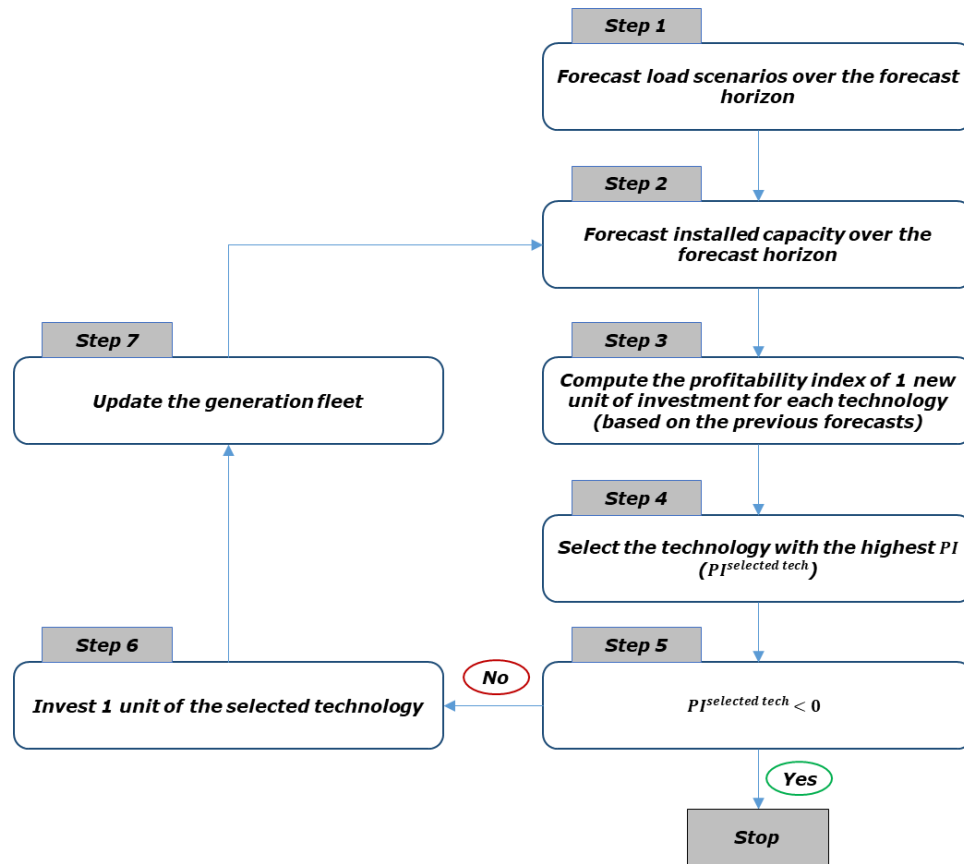 Step 1
Forecast load scenarios over the forecast
horizon
Step 2
Forecast installed capacity over the
forecast horizon
Step 3
Compute the profitability index of 1 new
unit of investment for each technology
(based on the previous forecasts)
Step 4
Select the technology with the highest PI
(PI^selected tech)
Step 5
PI^selected tech < 0
No
Yes
Stop
Step 6
Invest 1 unit of the selected technology
Step 7
Update the generation fleet